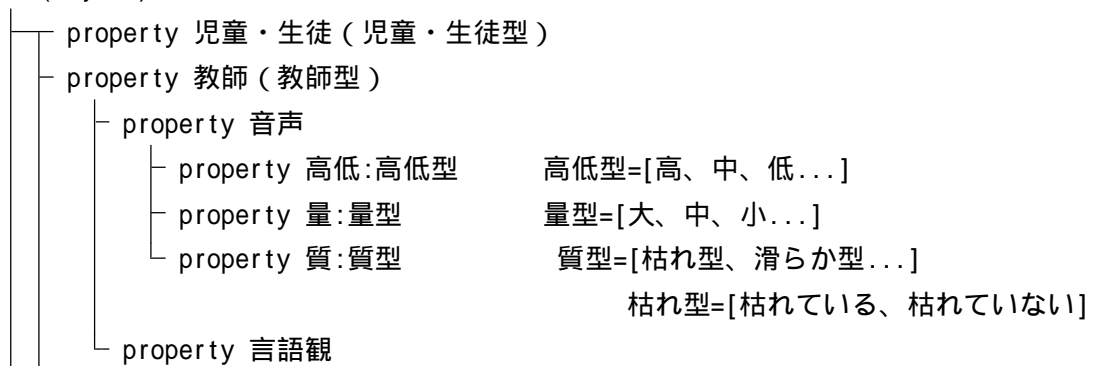 property 児童・生徒(児童・生徒型)
property 教師(教師型)
property 音声
property 高低:高低型 高低型=[高、中、低...]
property 量:量型 量型=[大、中、小...]
property 質:質型 質型=[枯れ型、滑らか型...]
枯れ型=[枯れている、枯れていない]
property 言語観